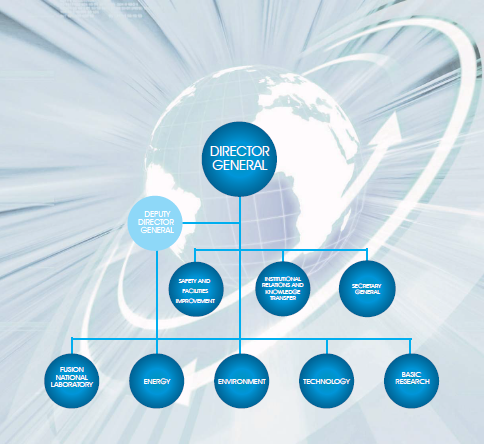 DIRECTOR
GENERAL
DEPUTY
DIRECTOR
GENERAL
SAFETY AND
FACILITIES
IMPROVEMENT
INSTITUTIONAL
RELATIONS AND
KNOWLEDGE
TRANSFER
SECRETARY
GENERAL
FUSION
NATIONAL
LABORATORY
ENERGY
ENVIRONMENT
TECHNOLOGY
BASIC
RESEARCH